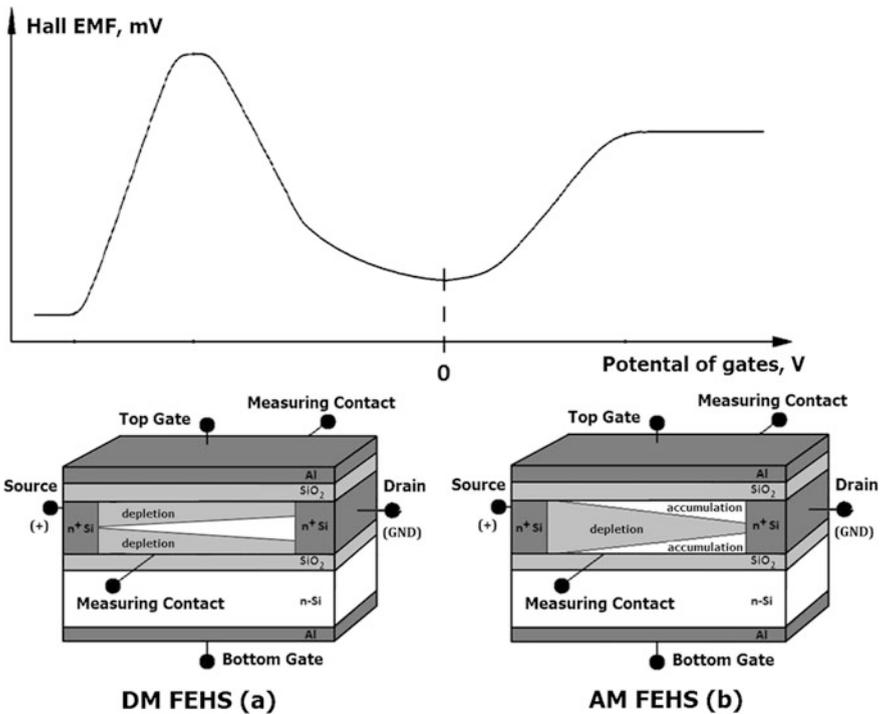 Hall EMF, mV
0
Potental of gates, V
Top Gate
Measuring Contact
Source
(+)
Al
SiO2
n+ Si
depletion
depletion
n+ Si
Drain
(GND)
SiO2
Measuring Contact
n-Si
Al
Bottom Gate
DM FEHS (a)
Top Gate
Measuring Contact
Source
(+)
Al
SiO2
n+ Si
accumulation
depletion
accumulation
n+ Si
Drain
(GND)
SiO2
Measuring Contact
n-Si
Al
Bottom Gate
AM FEHS (b)